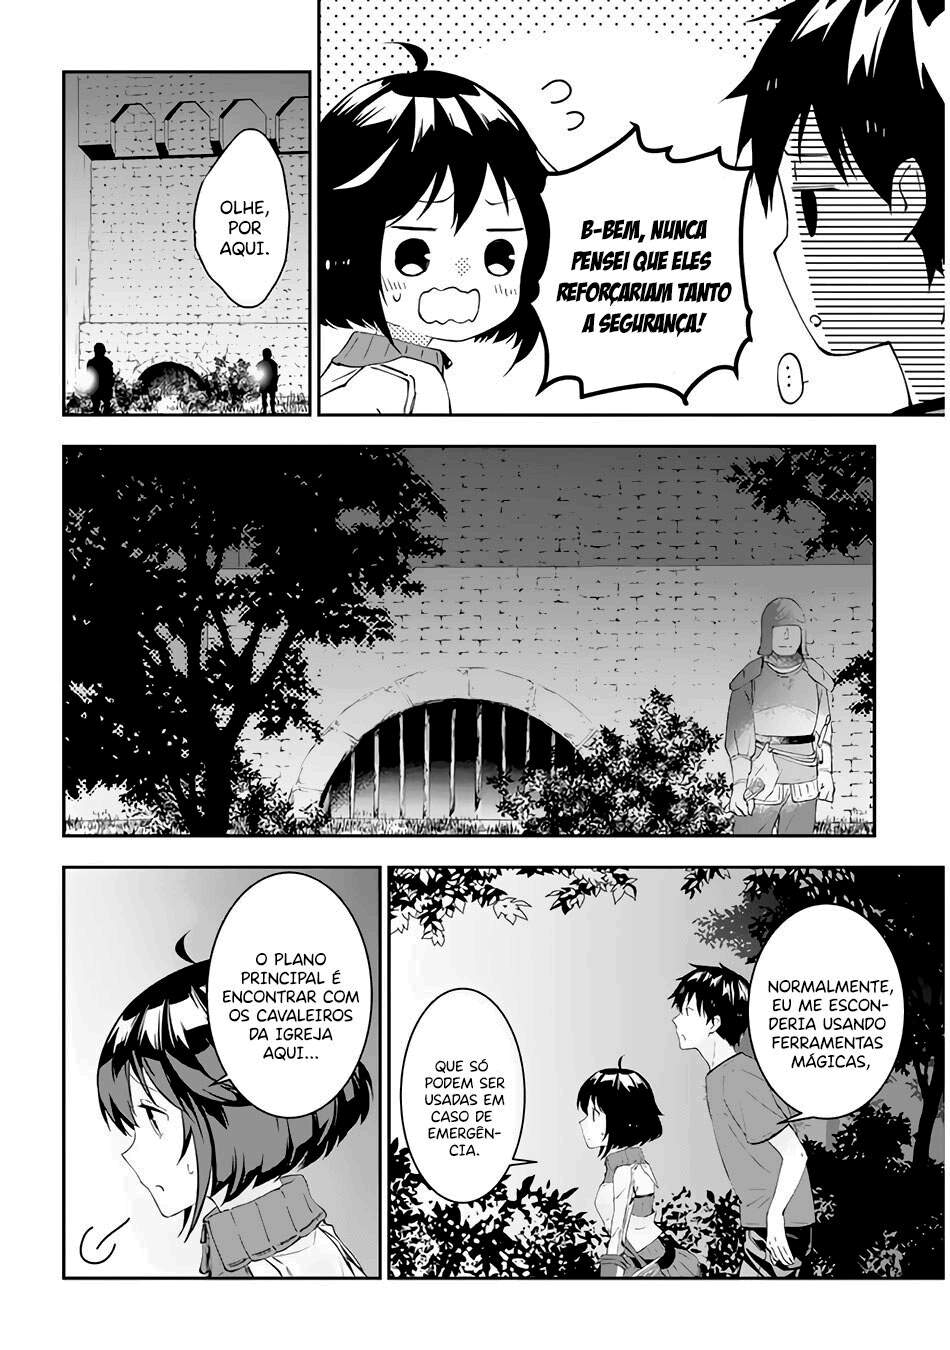 B-BEM, NUNCA
PENSEI QUE ELES
REFORÇARIAM TANTO
A SEGURANÇA!
...
OLHE,
POR
AQUI.
NORMALMENTE,
EU ME ESCON-
DERIA USANDO
FERRAMENTAS
MÁGICAS,
QUE SÓ
PODEM SER
USADAS EM
CASO DE
EMERGÊN-
CIA.
O PLANO
PRINCIPAL É
ENCONTRAR COM
OS CAVALEIROS
DA IGREJA
AQUI...